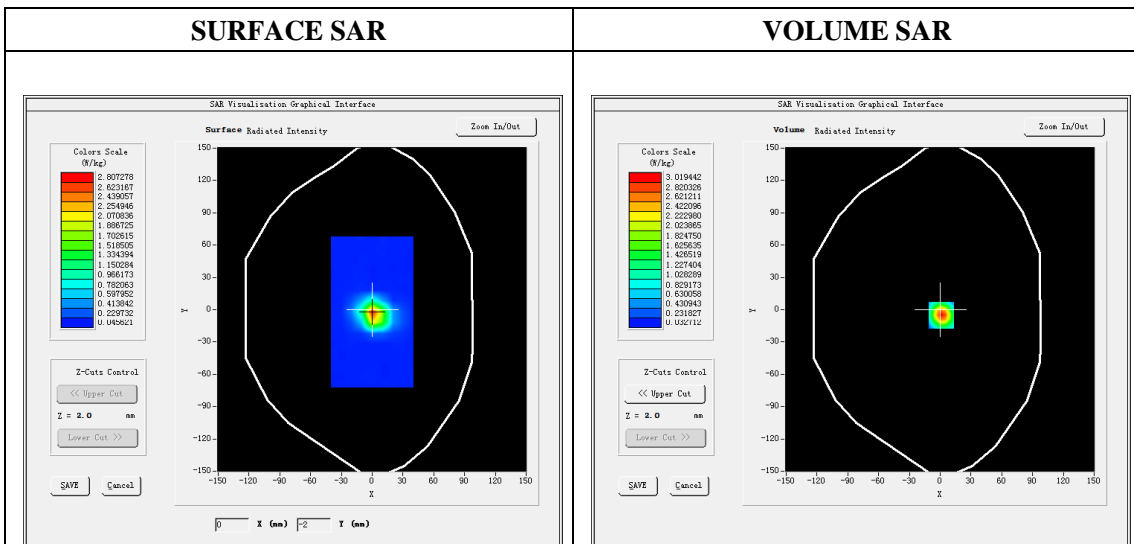 SURFACE SAR
VOLUME SAR
SAR Visualisation Graphical Interface
Surface Radiated Intensity
Zoom In/Out
Colors Scale
(W/kg)
2.807278
2.623167
2.439057
2.254946
2.070836
1.886725
1.702615
1.518505
1.334394
1.150284
0.966173
0.782063
0.597952
0.413842
0.229732
0.045621
Z-Cuts Control
<< Upper Cut
Z = 2.0 mm
Lower Cut >>
SAVE Cancel
150
120
90
60
30
0
-30
-60
-90
-120
-150
Y
-150 -120 -90 -60 -30 0 30 60 90 120 150
X
0 X (mm) -2 Y (mm)
SAR Visualisation Graphical Interface
Volume Radiated Intensity
Zoom In/Out
Colors Scale
(W/kg)
3.019442
2.820326
2.621211
2.422096
2.222980
2.023865
1.824750
1.625635
1.426519
1.227404
1.028289
0.829173
0.630058
0.430943
0.231827
0.032712
Z-Cuts Control
<< Upper Cut
Z = 2.0 mm
Lower Cut >>
SAVE Cancel
150
120
90
60
30
0
-30
-60
-90
-120
-150
Y
-150 -120 -90 -60 -30 0 30 60 90 120 150
X